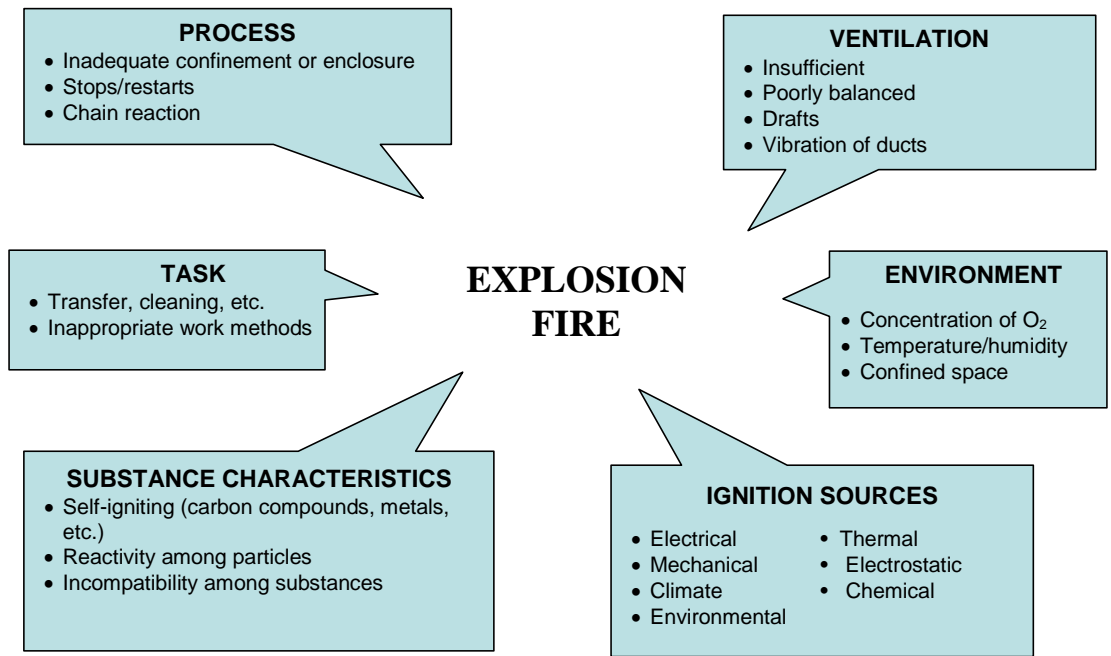 PROCESS
• Inadequate confinement or enclosure
• Stops/restarts
• Chain reaction
VENTILATION
• Insufficient
• Poorly balanced
• Drafts
• Vibration of ducts
TASK
• Transfer, cleaning, etc.
• Inappropriate work methods
EXPLOSION
FIRE
ENVIRONMENT
• Concentration of O₂
• Temperature/humidity
• Confined space
SUBSTANCE CHARACTERISTICS
• Self-igniting (carbon compounds, metals,
etc.)
• Reactivity among particles
• Incompatibility among substances
IGNITION SOURCES
• Electrical
• Mechanical
• Climate
• Environmental
• Thermal
• Electrostatic
• Chemical